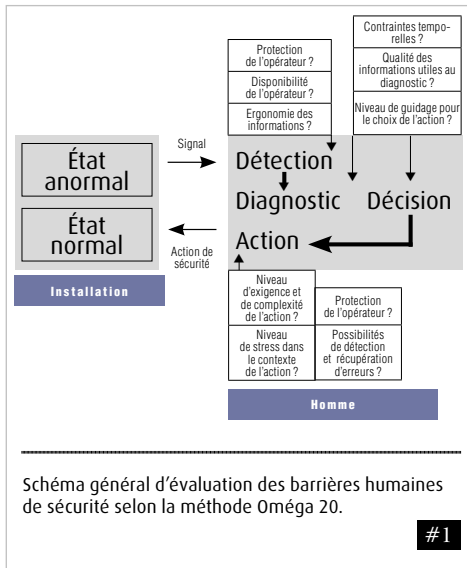 Contraintes tempo-
relles ?
Qualité des
informations utiles au
diagnostic ?
Niveau de guidage pour
le choix de l'action ?
Protection
de l'opérateur ?
Disponibilité
de l'opérateur ?
Ergonomie des
informations ?
État
anormal
Signal
Détection
Diagnostic
Décision
État
normal
Action de
sécurité
Action
Installation
Niveau
d'exigence et
de complexité
de l'action ?
Niveau
de stress dans
le contexte
de l'action ?
Protection
de l'opérateur ?
Possibilités
de détection
et récupération
d'erreurs ?
Homme
Schéma général d'évaluation des barrières humaines
de sécurité selon la méthode Oméga 20.
#1